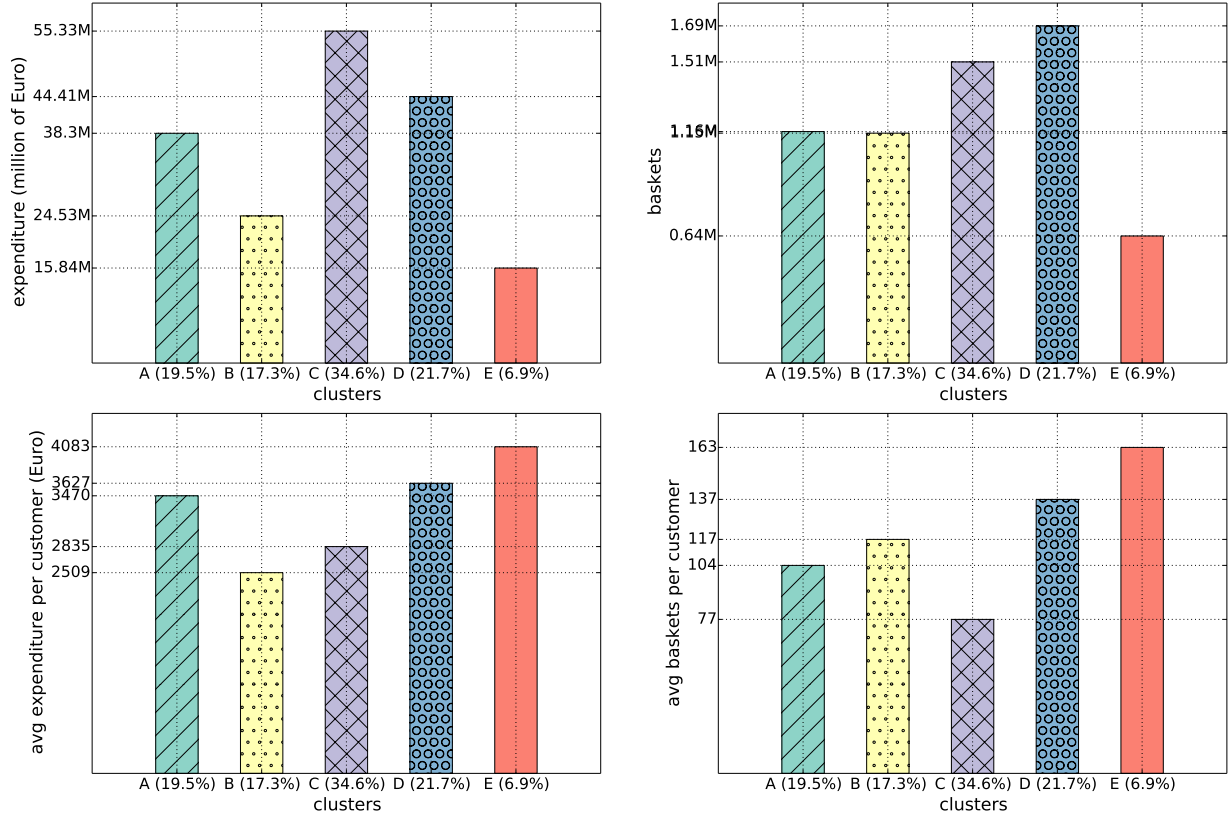 55.33M
44.41M
38.3M
24.53M
15.84M
expenditure (million of Euro)
A (19.5%) B (17.3%) C (34.6%) D (21.7%) E (6.9%)
clusters
1.69M
1.51M
1.16M
1.15M
0.64M
baskets
A (19.5%) B (17.3%) C (34.6%) D (21.7%) E (6.9%)
clusters
4083
3627
3470
2835
2509
avg expenditure per customer (Euro)
A (19.5%) B (17.3%) C (34.6%) D (21.7%) E (6.9%)
clusters
163
137
117
104
77
avg baskets per customer
A (19.5%) B (17.3%) C (34.6%) D (21.7%) E (6.9%)
clusters